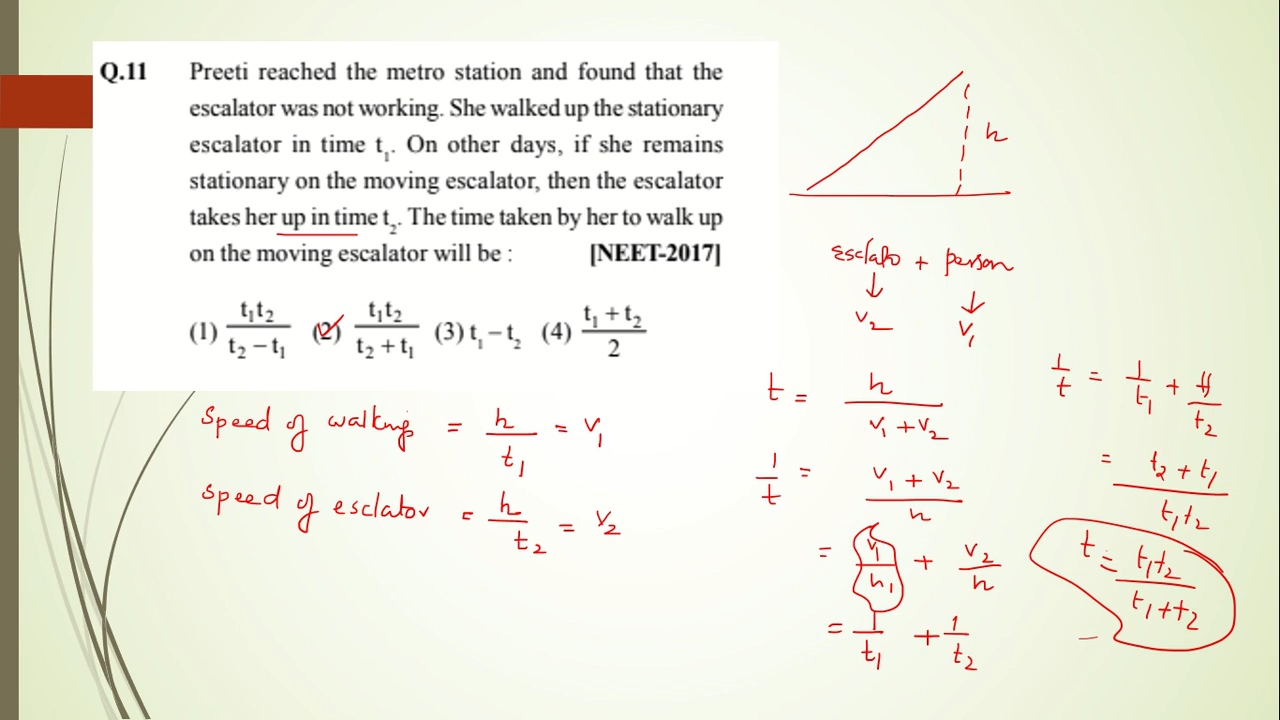 Q.11 Preeti reached the metro station and found that the
escalator was not working. She walked up the stationary
escalator in time t₁. On other days, if she remains
stationary on the moving escalator, then the escalator
takes her up in time t₂. The time taken by her to walk up
on the moving escalator will be : [NEET-2017]
(1) t₁t₂/(t₂ – t₁) (2) t₁t₂/(t₂ + t₁) (3) t₁ – t₂ (4) (t₁ + t₂)/2
Speed of walking = h/t₁ = v₁
Speed of esclator = h/t₂ = v₂
h
esclato + person
↓ ↓
v₂ v₁
t = h/(v₁ + v₂)
1/t = (v₁ + v₂)/h
= v₁/h₁ + v₂/h
= 1/t₁ + 1/t₂
1/t = 1/t₁ + 1/t₂
= (t₂ + t₁)/t₁t₂
t = t₁t₂/(t₁+t₂)